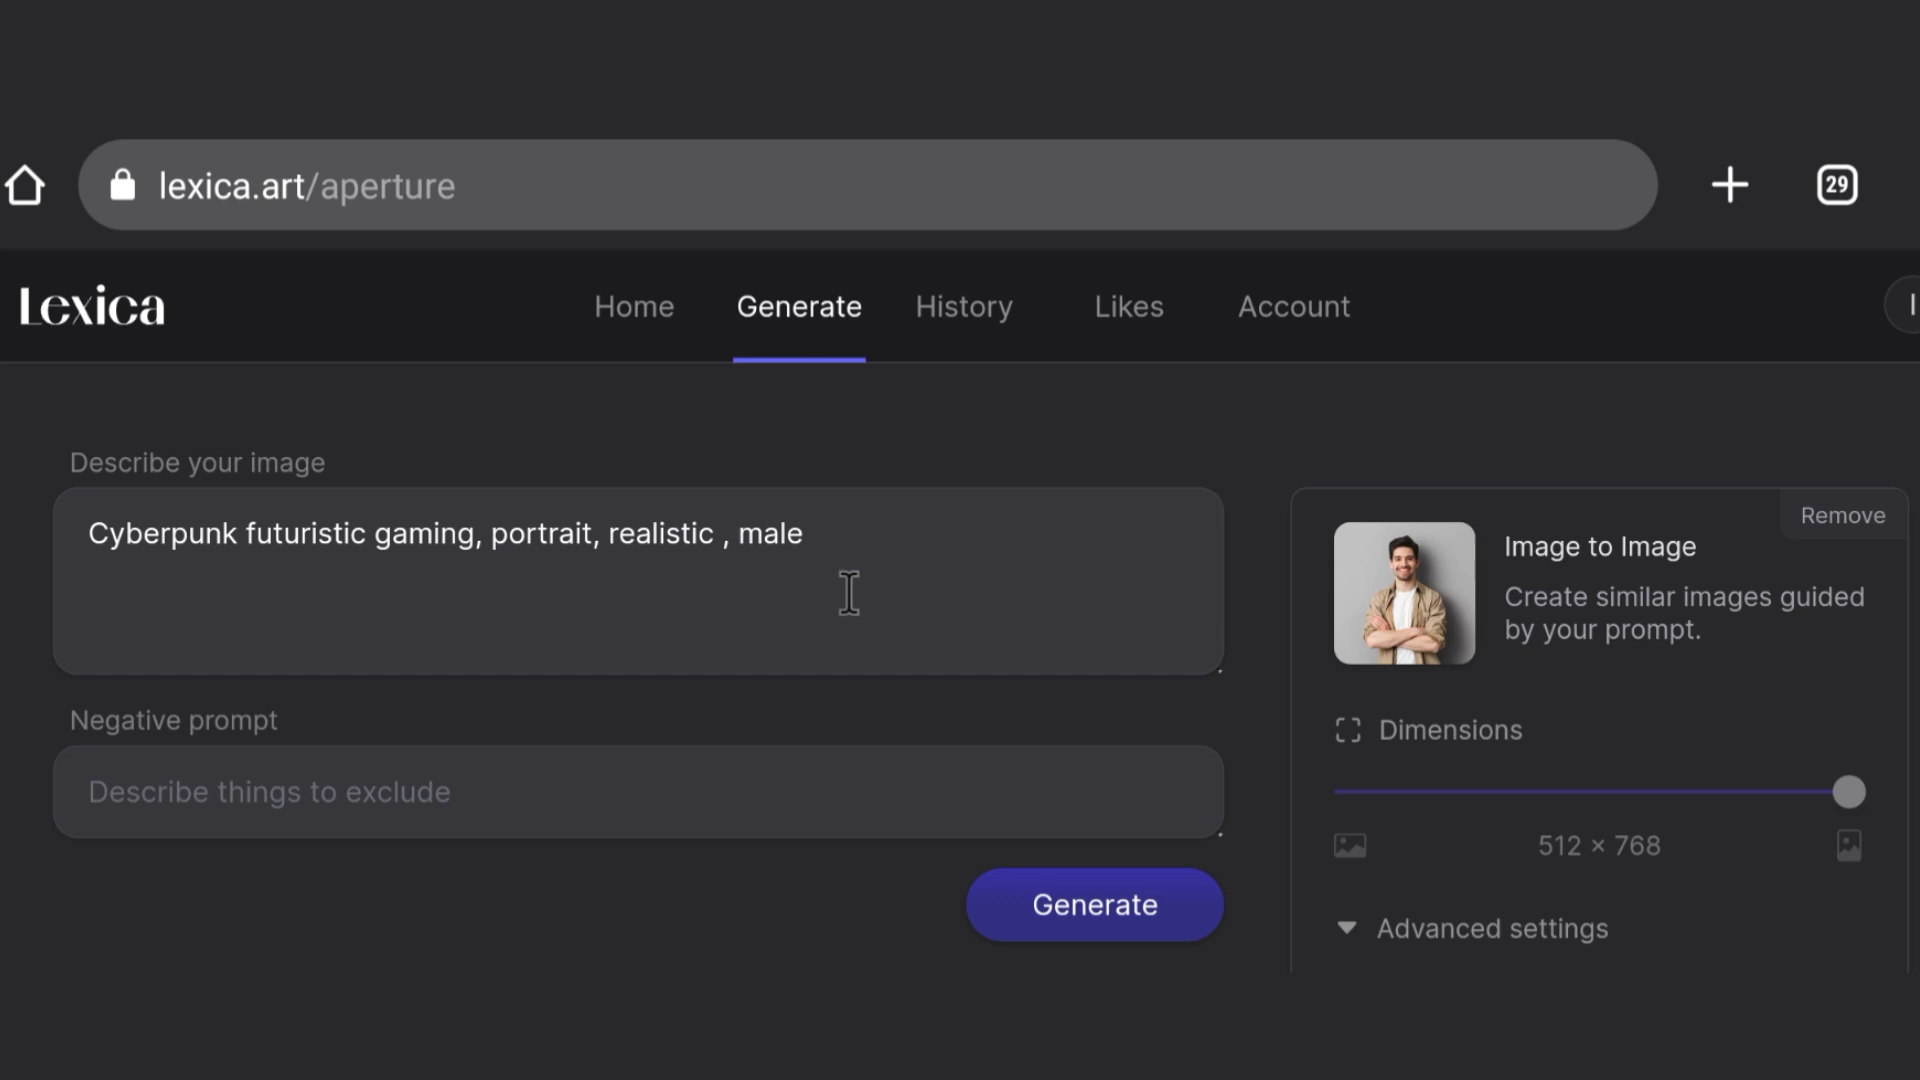 lexica.art/aperture
29
Lexica
Home Generate History Likes Account
Describe your image
Cyberpunk futuristic gaming, portrait, realistic , male
Remove
Image to Image
Create similar images guided
by your prompt.
Negative prompt
Describe things to exclude
Dimensions
512 × 768
Generate
Advanced settings